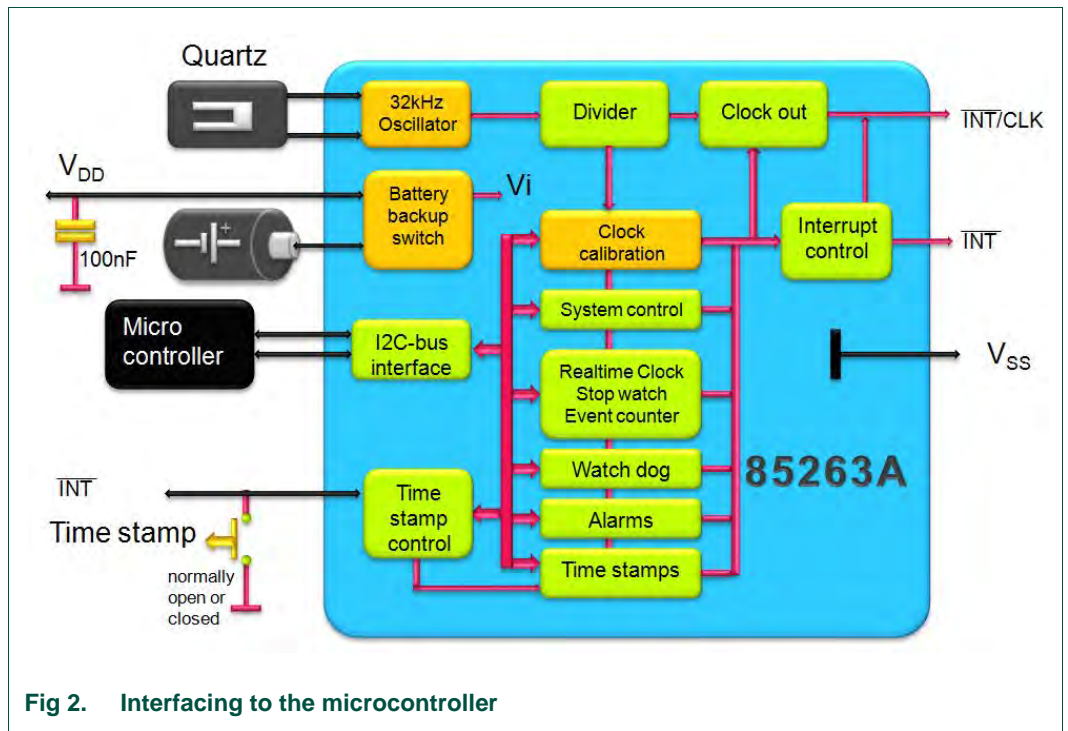 Quartz
32kHz
Oscillator
Divider
Clock out
INT/CLK
VDD
Battery
backup
switch
Vi
100nF
Clock
calibration
Interrupt
control
INT
Micro
controller
I2C-bus
interface
System control
Realtime Clock
Stop watch
Event counter
VSS
Watch dog
85263A
INT
Time
stamp
control
Time stamp
Alarms
Time stamps
normally
open or
closed
Fig 2. Interfacing to the microcontroller